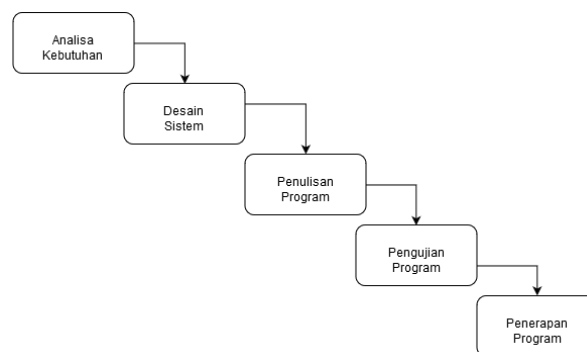 Analisa
Kebutuhan
Desain
Sistem
Penulisan
Program
Pengujian
Program
Penerapan
Program